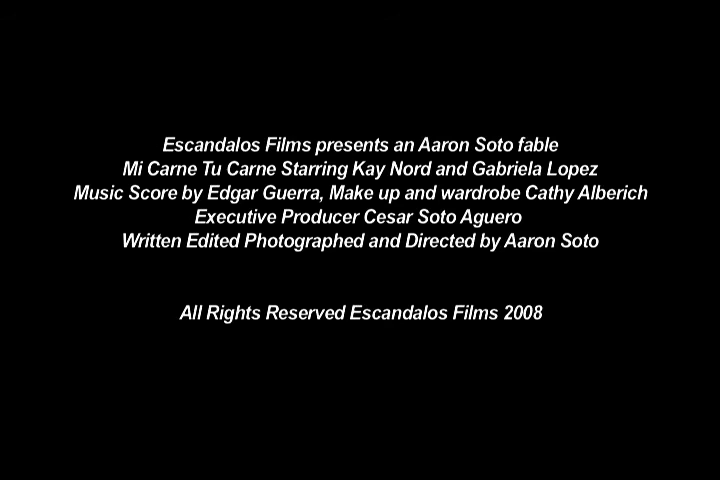 Escandalos Films presents an Aaron Soto fable
Mi Carne Tu Carne Starring Kay Nord and Gabriela Lopez
Music Score by Edgar Guerra, Make up and wardrobe Cathy Alberich
Executive Producer Cesar Soto Aguero
Written Edited Photographed and Directed by Aaron Soto
All Rights Reserved Escandalos Films 2008